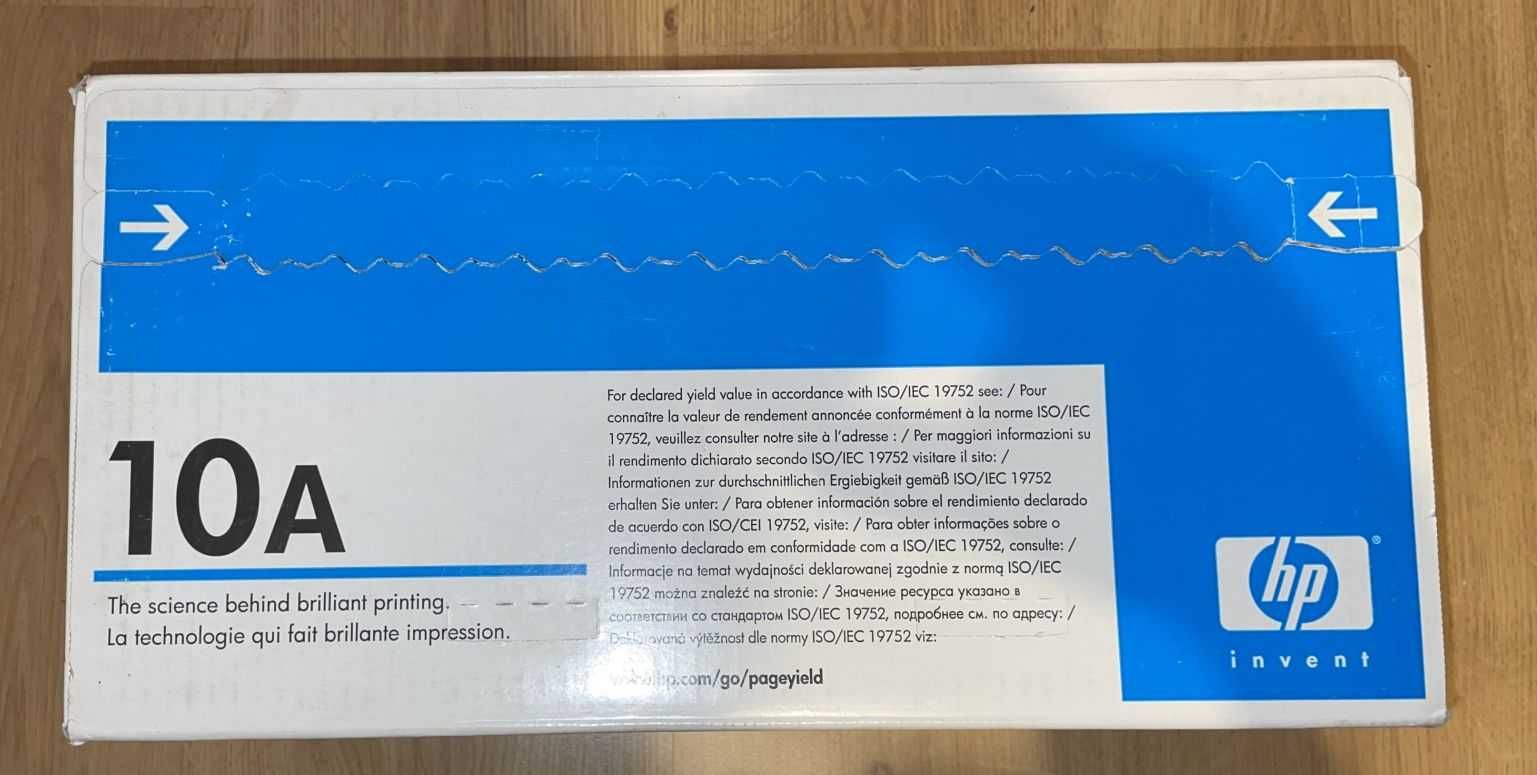 10A
The science behind brilliant printing.
La technologie qui fait brillante impression.
For declared yield value in accordance with ISO/IEC 19752 see: / Pour
connaître la valeur de rendement annoncée conformément à la norme ISO/IEC
19752, veuillez consulter notre site à l'adresse : / Per maggiori informazioni su
il rendimento dichiarato secondo ISO/IEC 19752 visitare il sito: /
Informationen zur durchschnittlichen Ergiebigkeit gemäß ISO/IEC 19752
erhalten Sie unter: / Para obtener información sobre el rendimiento declarado
de acuerdo con ISO/CEI 19752, visite: / Para obter informações sobre o
rendimento declarado em conformidade com a ISO/IEC 19752, consulte: /
Informacje na temat wydajności deklarowanej zgodnie z normą ISO/IEC
19752 można znaleźć na stronie: / Значение ресурса указано в
соответствии со стандартом ISO/IEC 19752, подробнее см. по адресу: /
Deklarovaná výtěžnost dle normy ISO/IEC 19752 viz:
www.hp.com/go/pageyield
hp®
invent